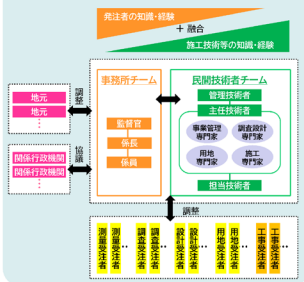 発注者の知識・経験
＋ 融合
施工技術等の知識・経験
事務所チーム
民間技術者チーム
地元
地元
⋮
調整
監督官
係長
係員
⋮
管理技術者
主任技術者
事業管理
専門家
調査設計
専門家
用地
専門家
施工
専門家
担当技術者
関係行政機関
関係行政機関
⋮
協議
調整
測量受注者
測量受注者
…
調査受注者
調査受注者
…
設計受注者
設計受注者
…
用地受注者
用地受注者
…
工事受注者
工事受注者
…